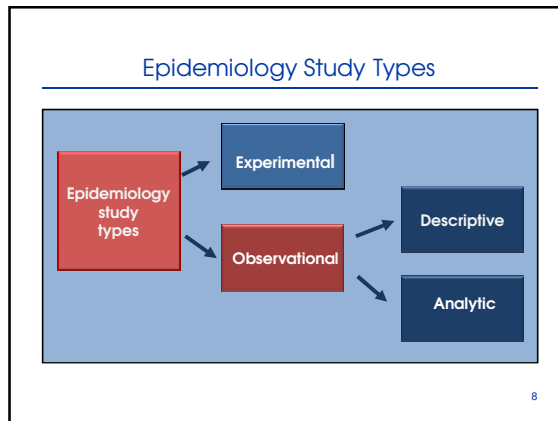 Epidemiology Study Types
Epidemiology
study
types
Experimental
Observational
Descriptive
Analytic
8